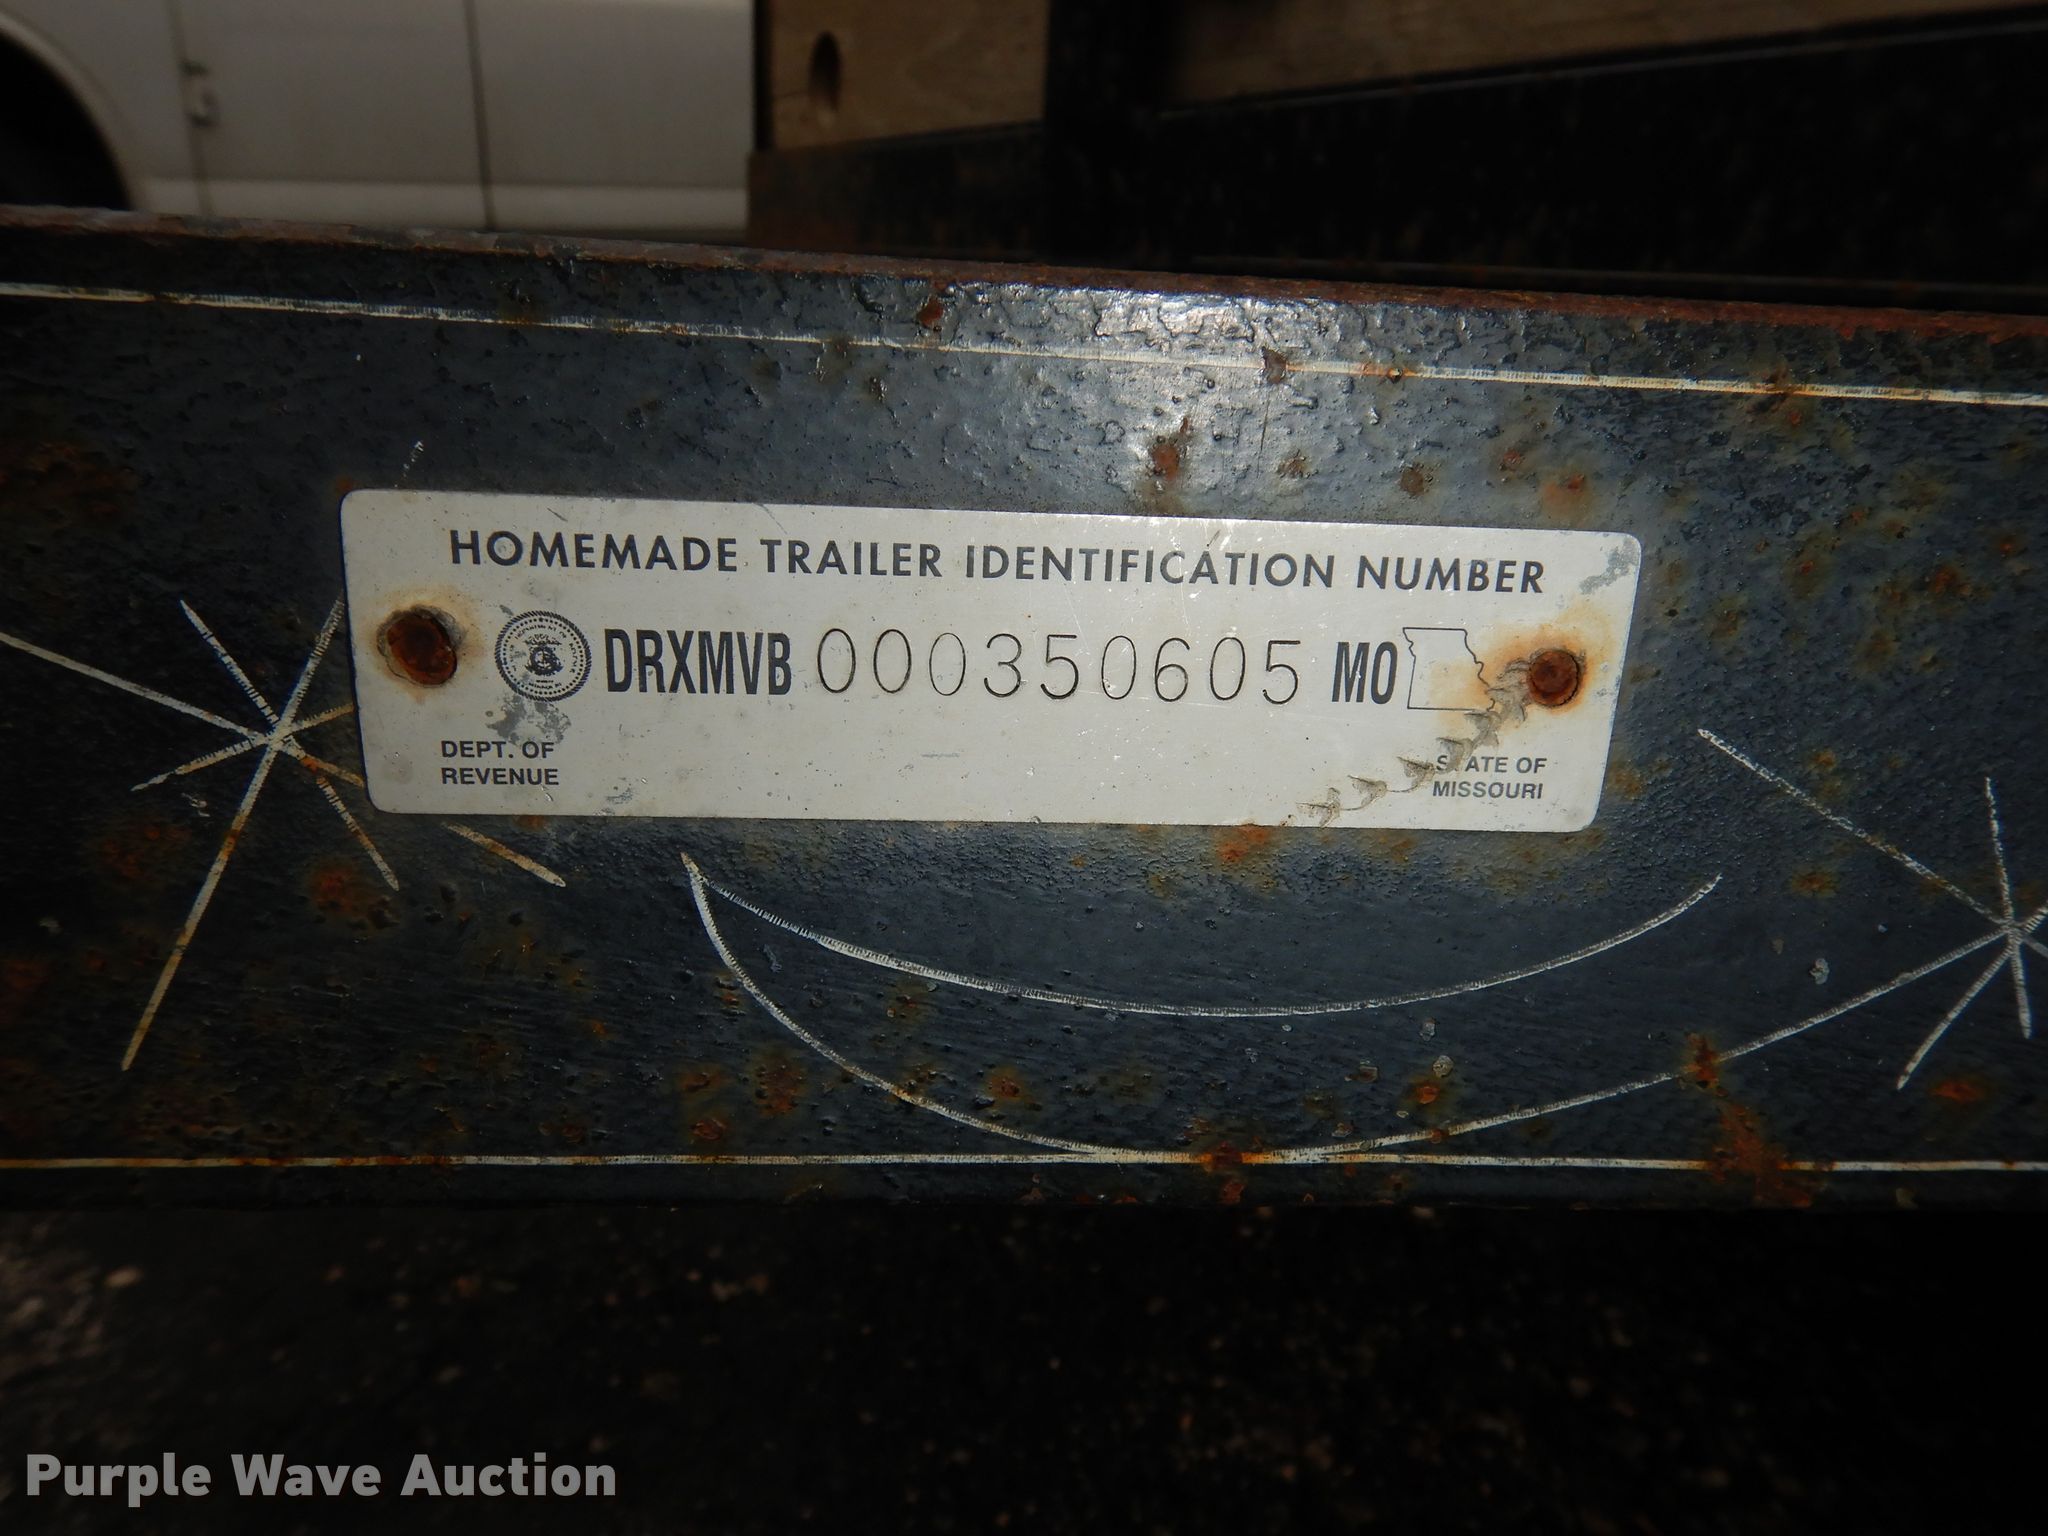 HOMEMADE TRAILER IDENTIFICATION NUMBER
DRXMVB 000350605 MO
DEPT. OF
REVENUE
STATE OF
MISSOURI
Purple Wave Auction